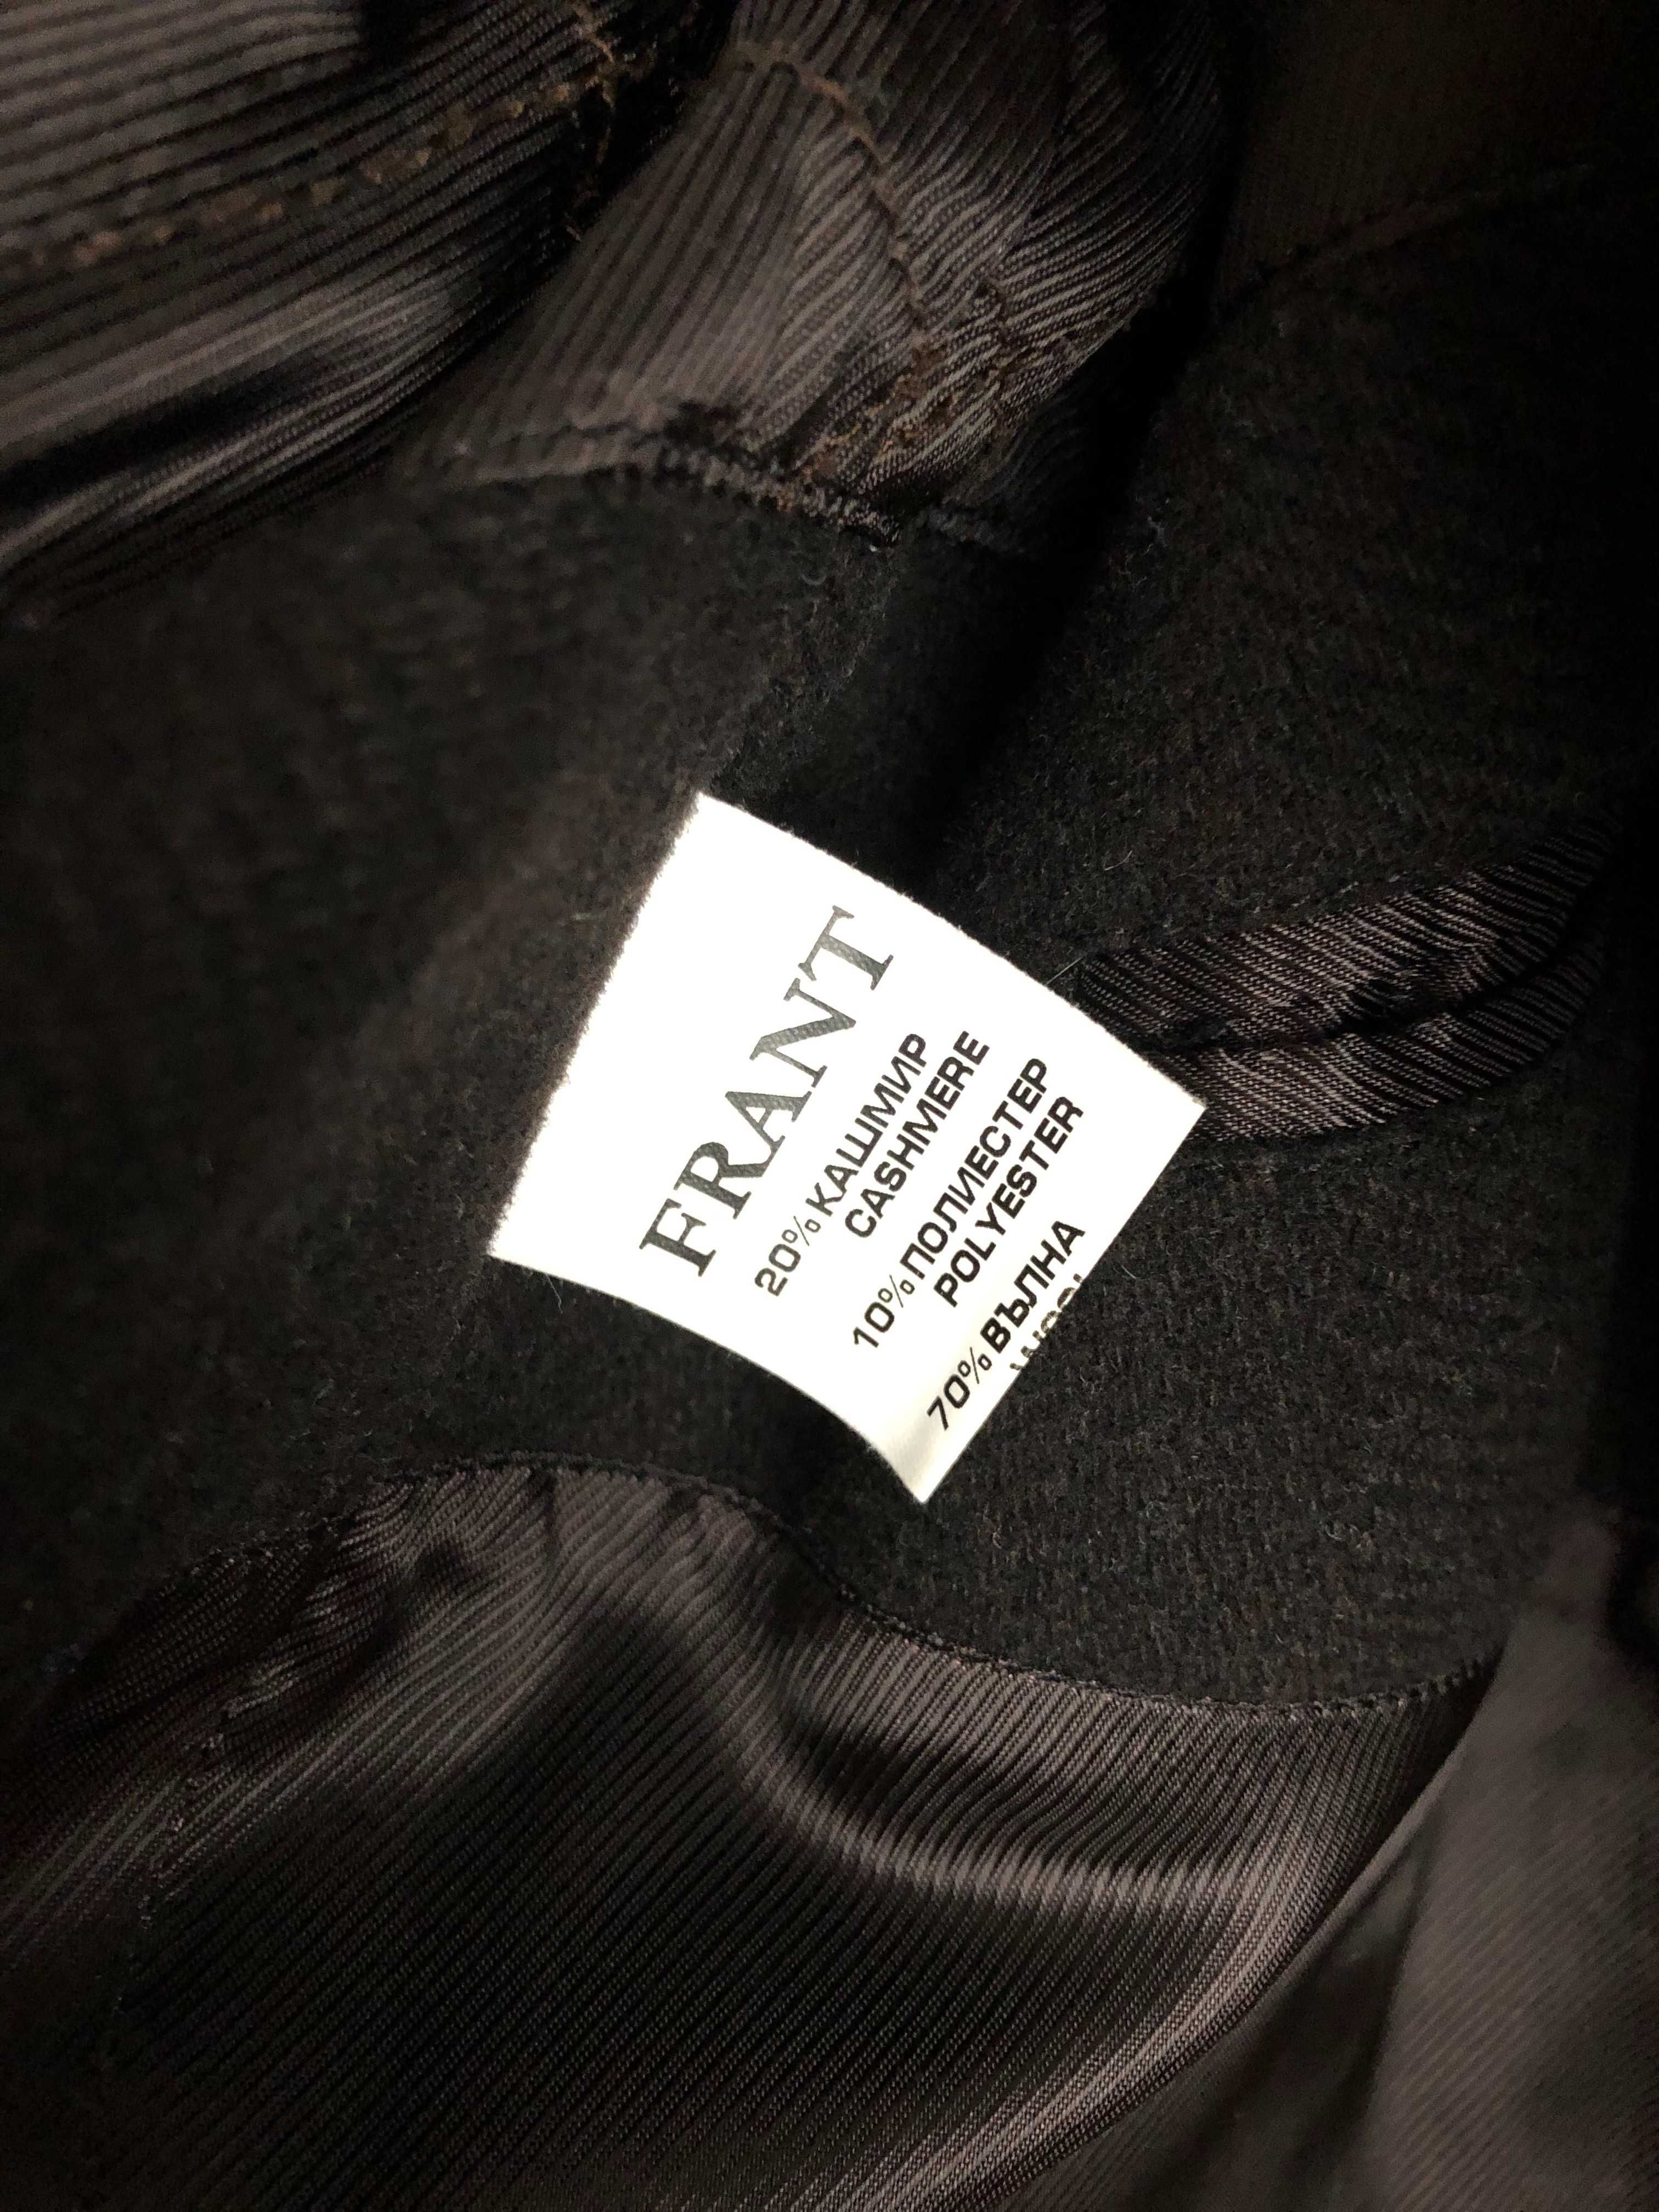 FRANT
20% КАШМИР
CASHMERE
10% ПОЛИЕСТЕР
POLYESTER
70% ВЪЛНА